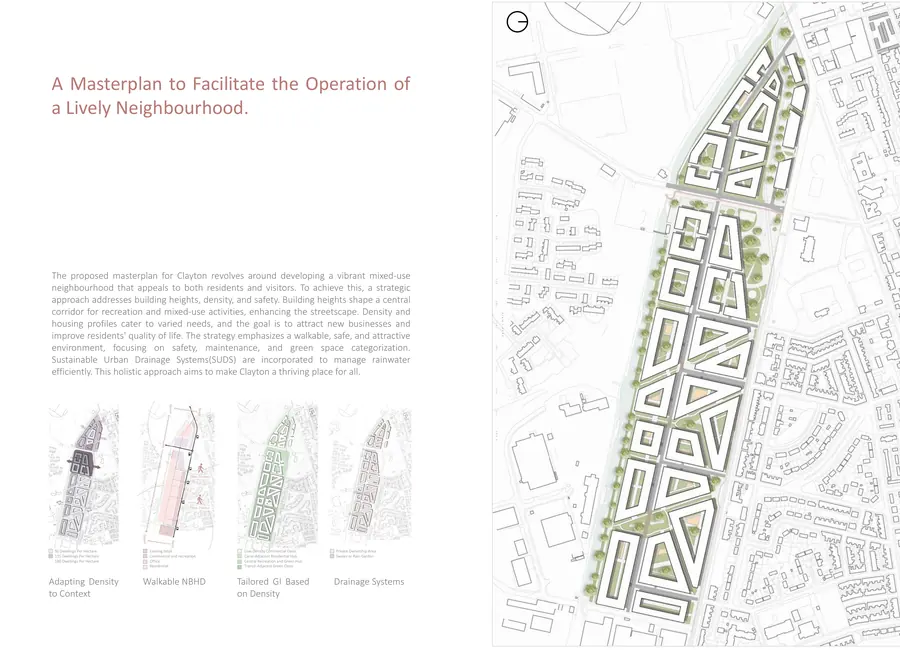 A Masterplan to Facilitate the Operation of
a Lively Neighbourhood.
The proposed masterplan for Clayton revolves around developing a vibrant mixed-use
neighbourhood that appeals to both residents and visitors. To achieve this, a strategic
approach addresses building heights, density, and safety. Building heights shape a central
corridor for recreation and mixed-use activities, enhancing the streetscape. Density and
housing profiles cater to varied needs, and the goal is to attract new businesses and
improve residents' quality of life. The strategy emphasizes a walkable, safe, and attractive
environment, focusing on safety, maintenance, and green space categorization.
Sustainable Urban Drainage Systems(SUDS) are incorporated to manage rainwater
efficiently. This holistic approach aims to make Clayton a thriving place for all.
Adapting Density
to Context
Walkable NBHD
Tailored GI Based
on Density
Drainage Systems